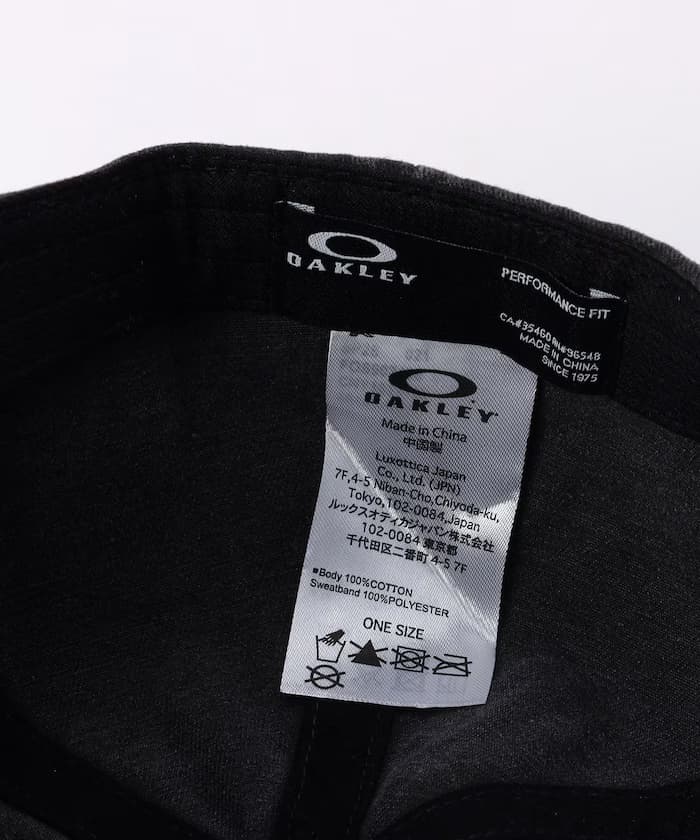 OAKLEY
PERFORMANCE FIT
CA#35460 RN#96548
MADE IN CHINA
SINCE 1975
OAKLEY
Made in China
中国製
Luxottica Japan
Co., Ltd. (JPN)
7F,4-5 Niban-Cho,Chiyoda-ku,
Tokyo,102-0084,Japan
ルックスオティカジャパン株式会社
102-0084 東京都
千代田区二番町 4-5 7F
■Body 100%COTTON
Sweatband 100%POLYESTER
ONE SIZE